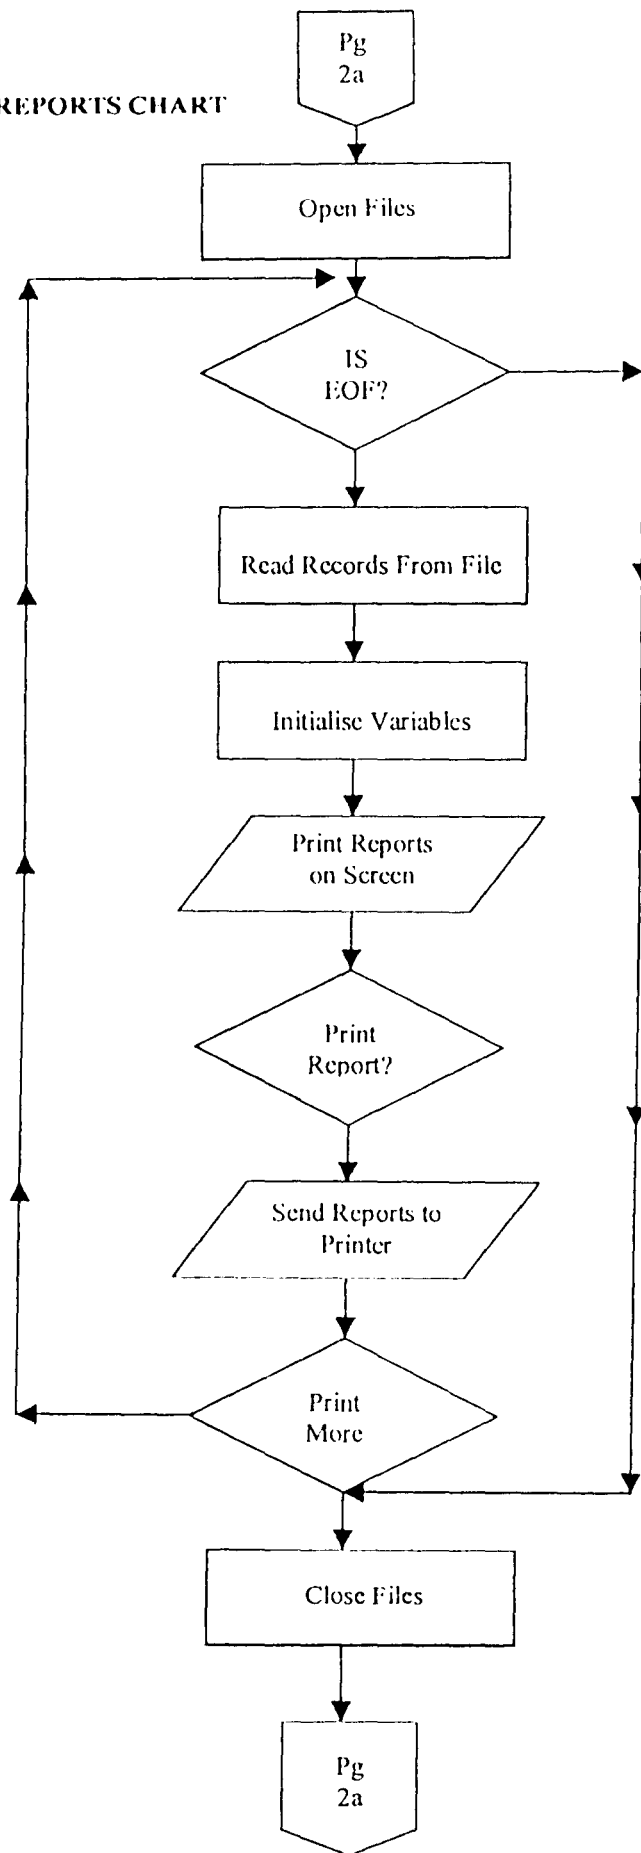 Pg
2a
REPORTS CHART
Open Files
IS
EOF?
Read Records From File
Initialise Variables
Print Reports
on Screen
Print
Report?
Send Reports to
Printer
Print
More
Close Files
Pg
2a